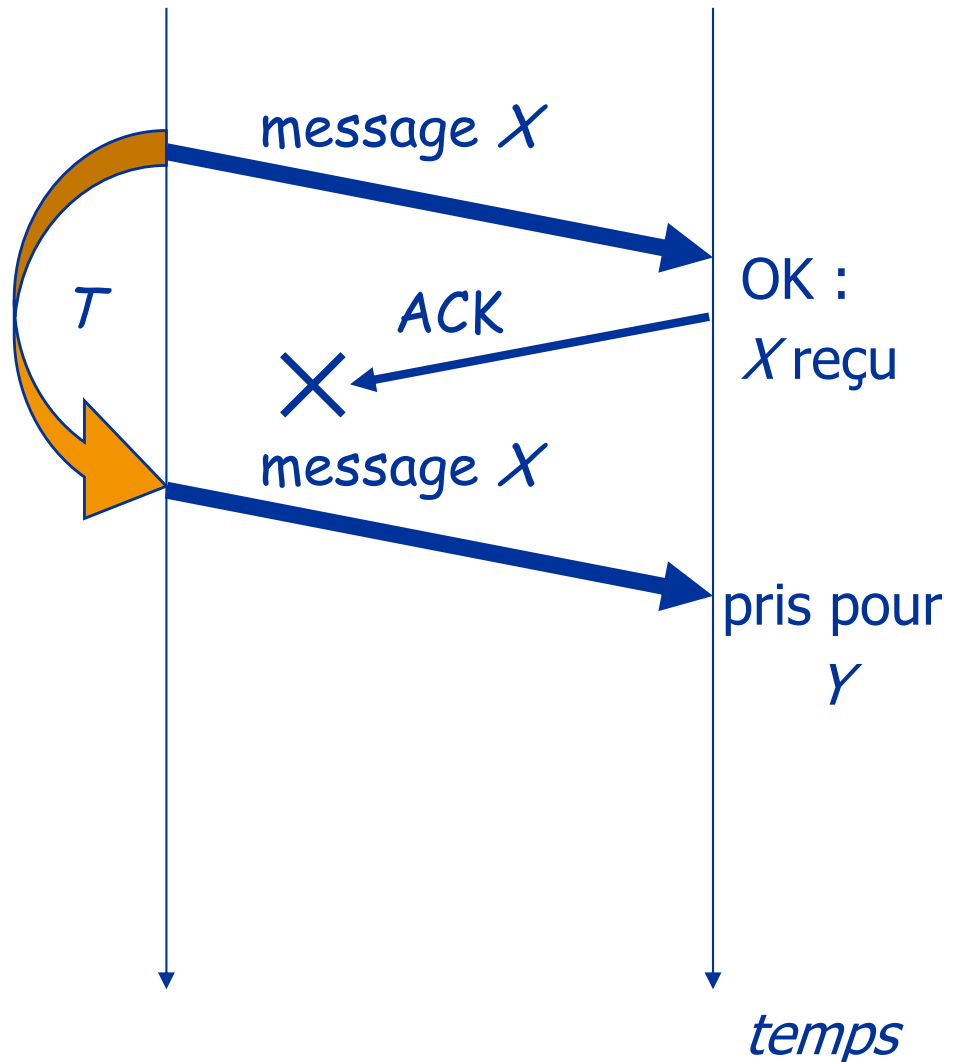 message X
OK :
T
ACK
X reçu
message X
pris pour
Y
temps